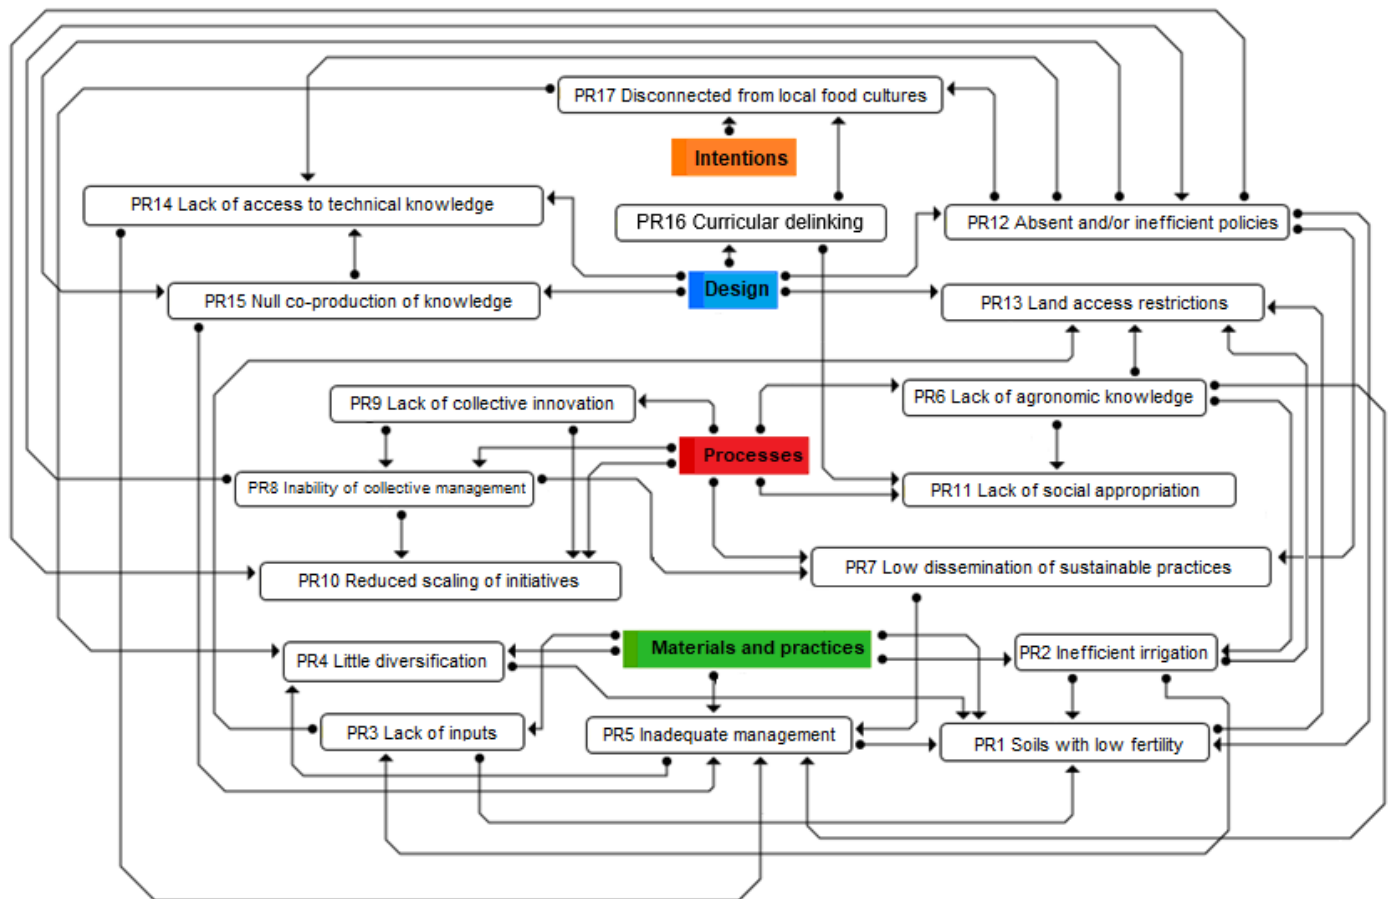 PR17 Disconnected from local food cultures
Intentions
PR14 Lack of access to technical knowledge
PR16 Curricular delinking
PR12 Absent and/or inefficient policies
Design
PR15 Null co-production of knowledge
PR13 Land access restrictions
PR9 Lack of collective innovation
PR6 Lack of agronomic knowledge
Processes
PR8 Inability of collective management
PR11 Lack of social appropriation
PR10 Reduced scaling of initiatives
PR7 Low dissemination of sustainable practices
Materials and practices
PR4 Little diversification
PR2 Inefficient irrigation
PR3 Lack of inputs
PR5 Inadequate management
PR1 Soils with low fertility